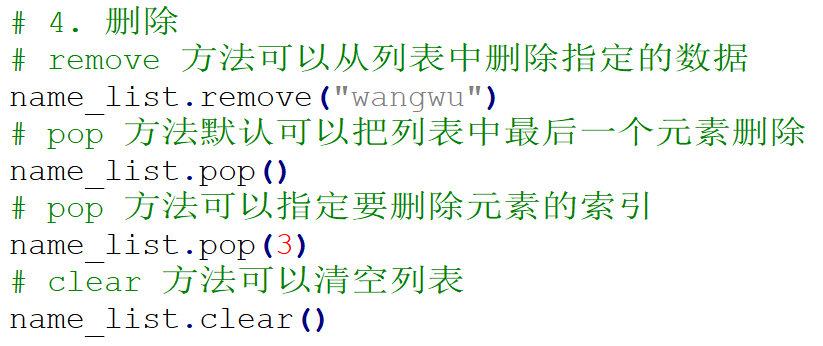 # 4. 删除
# remove 方法可以从列表中删除指定的数据
name_list.remove("wangwu")
# pop 方法默认可以把列表中最后一个元素删除
name_list.pop()
# pop 方法可以指定要删除元素的索引
name_list.pop(3)
# clear 方法可以清空列表
name_list.clear()